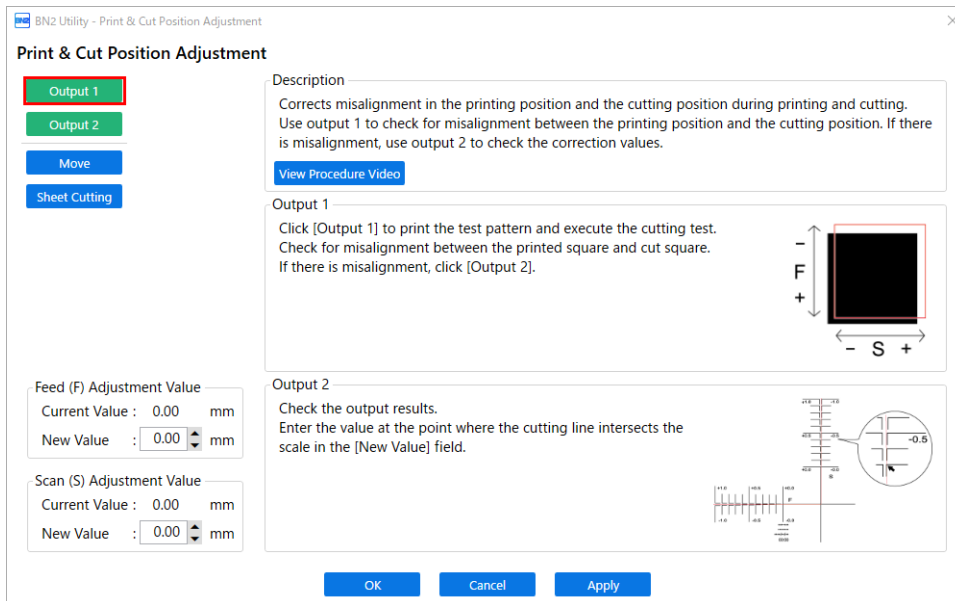 BN2 BN2 Utility - Print & Cut Position Adjustment
Print & Cut Position Adjustment
Output 1
Output 2
Move
Sheet Cutting
Description
Corrects misalignment in the printing position and the cutting position during printing and cutting.
Use output 1 to check for misalignment between the printing position and the cutting position. If there
is misalignment, use output 2 to check the correction values.
View Procedure Video
Output 1
Click [Output 1] to print the test pattern and execute the cutting test.
Check for misalignment between the printed square and cut square.
If there is misalignment, click [Output 2].
−
F
+
− S +
Feed (F) Adjustment Value
Current Value : 0.00 mm
New Value : 0.00 mm
Scan (S) Adjustment Value
Current Value : 0.00 mm
New Value : 0.00 mm
Output 2
Check the output results.
Enter the value at the point where the cutting line intersects the
scale in the [New Value] field.
-0.5
OK Cancel Apply